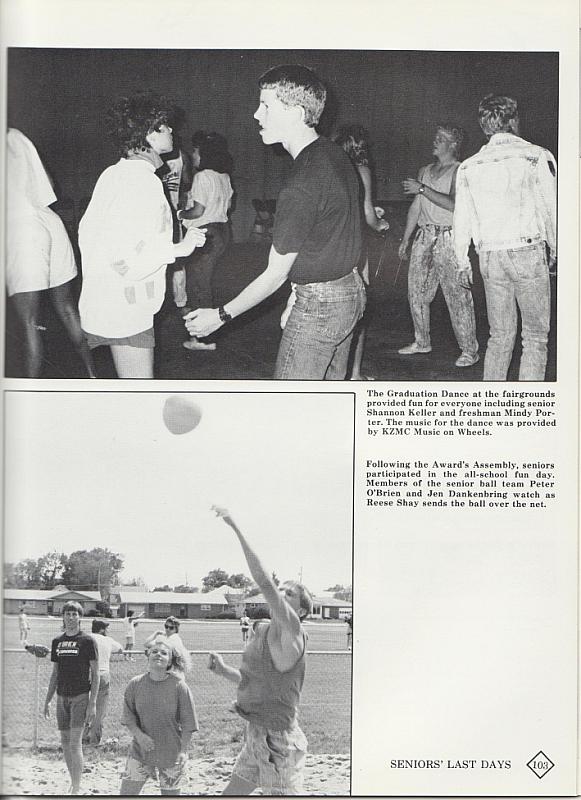 The Graduation Dance at the fairgrounds
provided fun for everyone including senior
Shannon Keller and freshman Mindy Por-
ter. The music for the dance was provided
by KZMC Music on Wheels.
Following the Award's Assembly, seniors
participated in the all-school fun day.
Members of the senior ball team Peter
O'Brien and Jen Dankenbring watch as
Reese Shay sends the ball over the net.
SENIORS' LAST DAYS 103